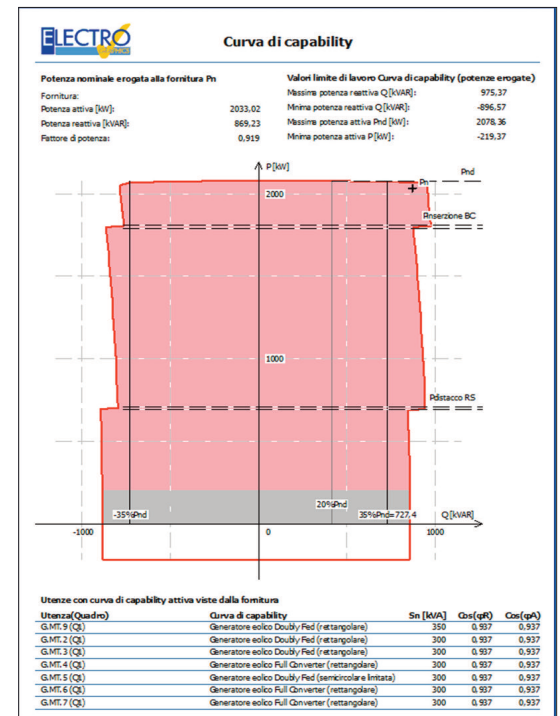 ELECTRO
GRAPHICS
Curva di capability
Potenza nominale erogata alla fornitura Pn
Fornitura:
Potenza attiva [kW]: 2033,02
Potenza reattiva [kVAR]: 869,23
Fattore di potenza: 0,919
Valori limite di lavoro Curva di capability (potenze erogate)
Massima potenza reattiva Q [kVAR]: 975,37
Minima potenza reattiva Q [kVAR]: -896,57
Massima potenza attiva Pnd [kW]: 2078,36
Minima potenza attiva P [kW]: -219,37
P [kW]
Pnd
Pn
2000
Pinserzione BC
1000
Pdistacco RS
20%Pnd
-35%Pnd
35%Pnd=727,4
Q [kVAR]
-1000
0
1000
Utenze con curva di capability attiva viste dalla fornitura
Utenza(Quadro) Curva di capability Sn [kVA] Cos(φR) Cos(φA)
G.MT.9 (Q1) Generatore eolico Doubly Fed (rettangolare) 350 0,937 0,937
G.MT.2 (Q1) Generatore eolico Doubly Fed (rettangolare) 300 0,937 0,937
G.MT.3 (Q1) Generatore eolico Doubly Fed (rettangolare) 300 0,937 0,937
G.MT.4 (Q1) Generatore eolico Full Converter (rettangolare) 300 0,937 0,937
G.MT.5 (Q1) Generatore eolico Doubly Fed (semicircolare limitata) 300 0,937 0,937
G.MT.6 (Q1) Generatore eolico Full Converter (rettangolare) 300 0,937 0,937
G.MT.7 (Q1) Generatore eolico Full Converter (rettangolare) 300 0,937 0,937